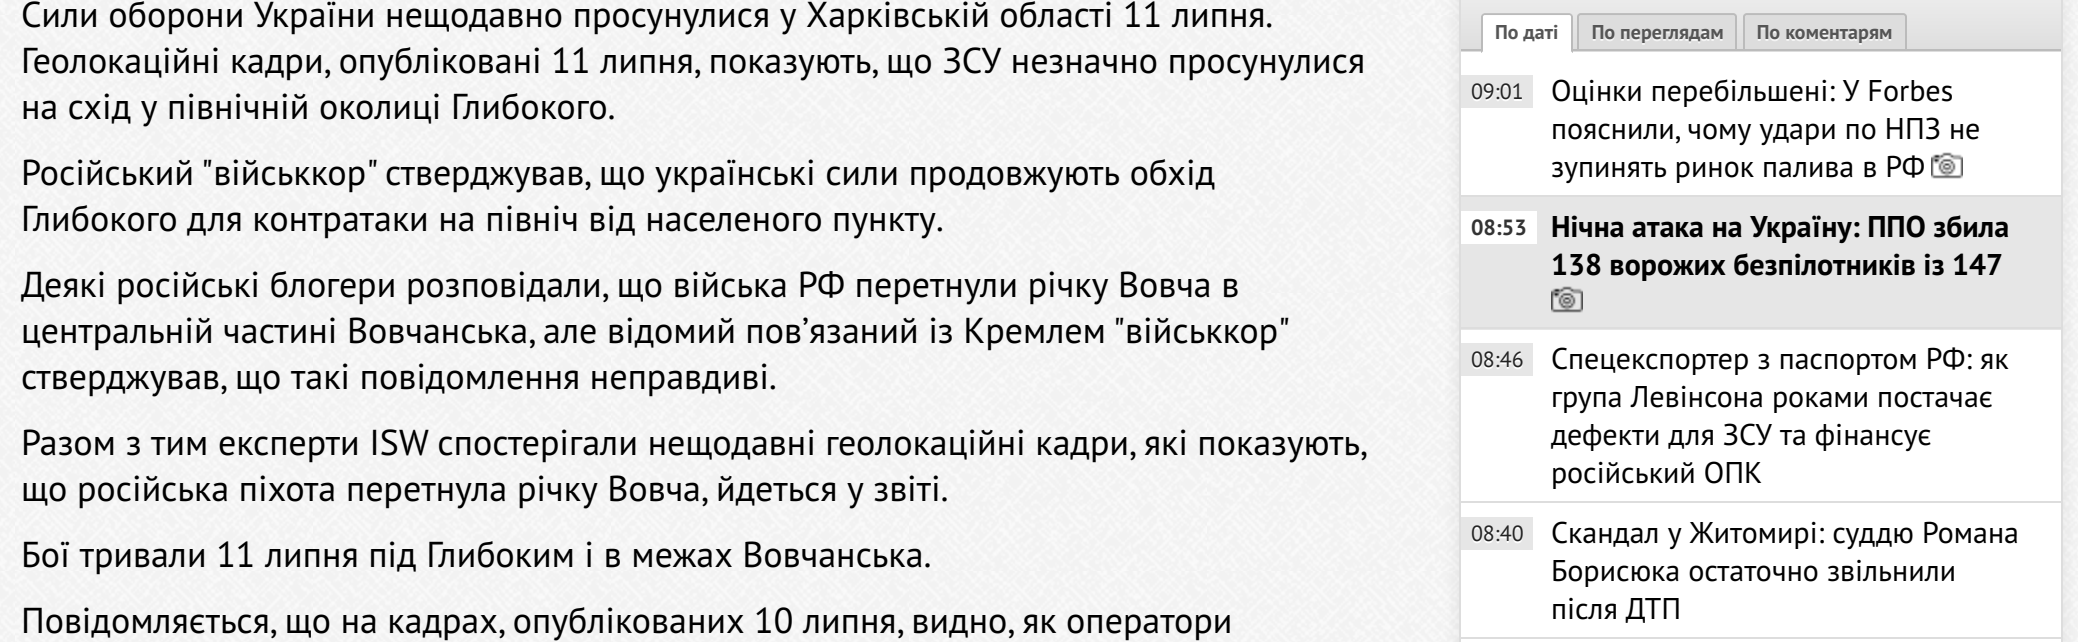 Сили оборони України нещодавно просунулися у Харківській області 11 липня.
Геолокаційні кадри, опубліковані 11 липня, показують, що ЗСУ незначно просунулися
на схід у північній околиці Глибокого.
Російський "військкор" стверджував, що українські сили продовжують обхід
Глибокого для контратаки на північ від населеного пункту.
Деякі російські блогери розповідали, що війська РФ перетнули річку Вовча в
центральній частині Вовчанська, але відомий пов’язаний із Кремлем "військкор"
стверджував, що такі повідомлення неправдиві.
Разом з тим експерти ISW спостерігали нещодавні геолокаційні кадри, які показують,
що російська піхота перетнула річку Вовча, йдеться у звіті.
Бої тривали 11 липня під Глибоким і в межах Вовчанська.
Повідомляється, що на кадрах, опублікованих 10 липня, видно, як оператори
По даті
По переглядам
По коментарям
09:01
Оцінки перебільшені: У Forbes
пояснили, чому удари по НПЗ не
зупинять ринок палива в РФ
08:53
Нічна атака на Україну: ППО збила
138 ворожих безпілотників із 147
08:46
Спецекспортер з паспортом РФ: як
група Левінсона роками постачає
дефекти для ЗСУ та фінансує
російський ОПК
08:40
Скандал у Житомирі: суддю Романа
Борисюка остаточно звільнили
після ДТП